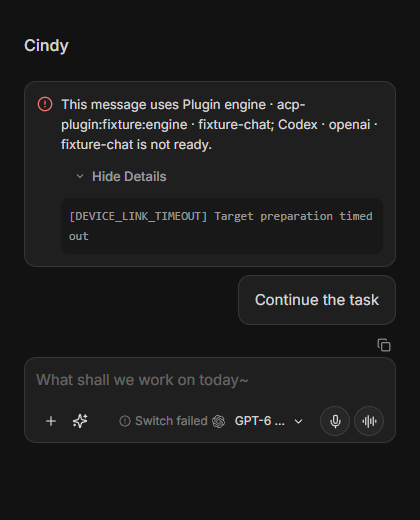 Cindy
This message uses Plugin engine · acp-
plugin:fixture:engine · fixture-chat; Codex · openai ·
fixture-chat is not ready.
Hide Details
[DEVICE_LINK_TIMEOUT] Target preparation timed
out
Continue the task
What shall we work on today~
Switch failed GPT-6 ...